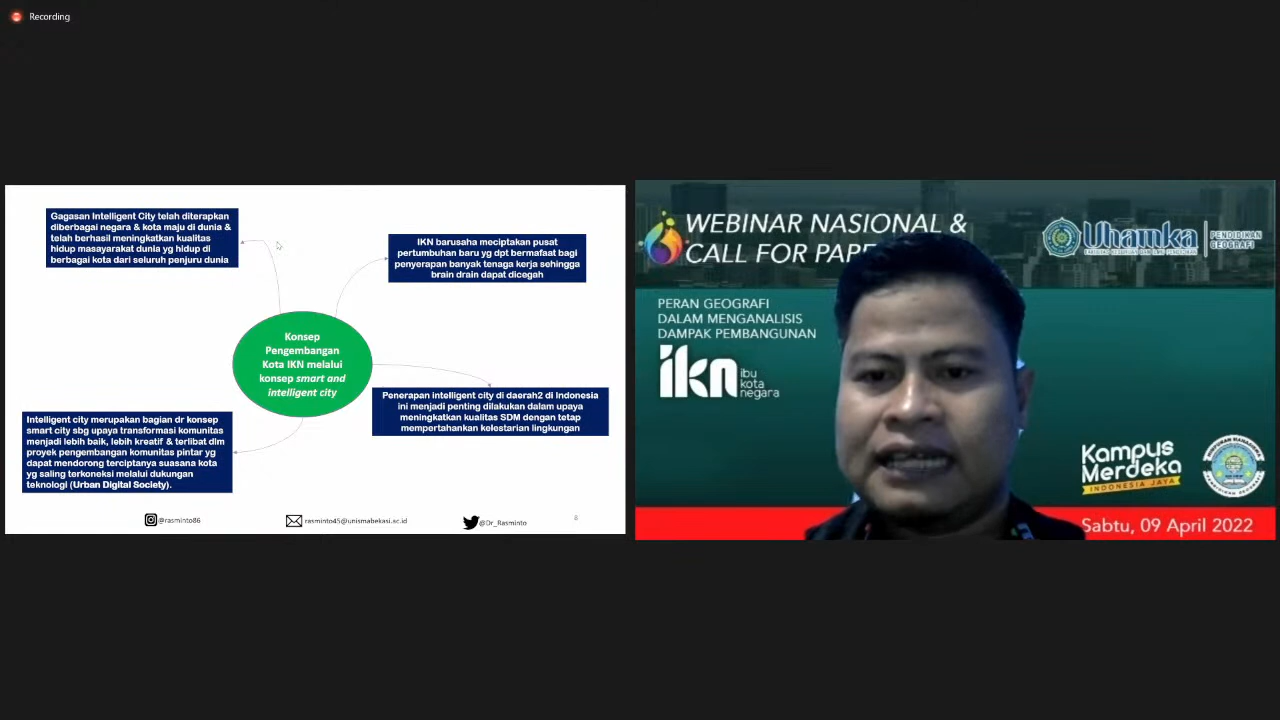 Recording
Gagasan Intelligent City telah diterapkan
diberbagai negara & kota maju di dunia &
telah berhasil meningkatkan kualitas
hidup masayarakat dunia yg hidup di
berbagai kota dari seluruh penjuru dunia
IKN barusaha meciptakan pusat
pertumbuhan baru yg dpt bermafaat bagi
penyerapan banyak tenaga kerja sehingga
brain drain dapat dicegah
Konsep
Pengembangan
Kota IKN melalui
konsep smart and
intelligent city
Penerapan intelligent city di daerah2 di Indonesia
ini menjadi penting dilakukan dalam upaya
meningkatkan kualitas SDM dengan tetap
mempertahankan kelestarian lingkungan
Intelligent city merupakan bagian dr konsep
smart city sbg upaya transformasi komunitas
menjadi lebih baik, lebih kreatif & terlibat dlm
proyek pengembangan komunitas pintar yg
dapat mendorong terciptanya suasana kota
yg saling terkoneksi melalui dukungan
teknologi (Urban Digital Society).
@rasminto86
rasminto45@unismabekasi.ac.id
@Dr_Rasminto
8
WEBINAR NASIONAL &
CALL FOR PAPE
Uhamka
PENDIDIKAN
GEOGRAFI
PERAN GEOGRAFI
DALAM MENGANALISIS
DAMPAK PEMBANGUNAN
ikn ibu
kota
negara
Kampus
Merdeka
INDONESIA JAYA
Sabtu, 09 April 2022